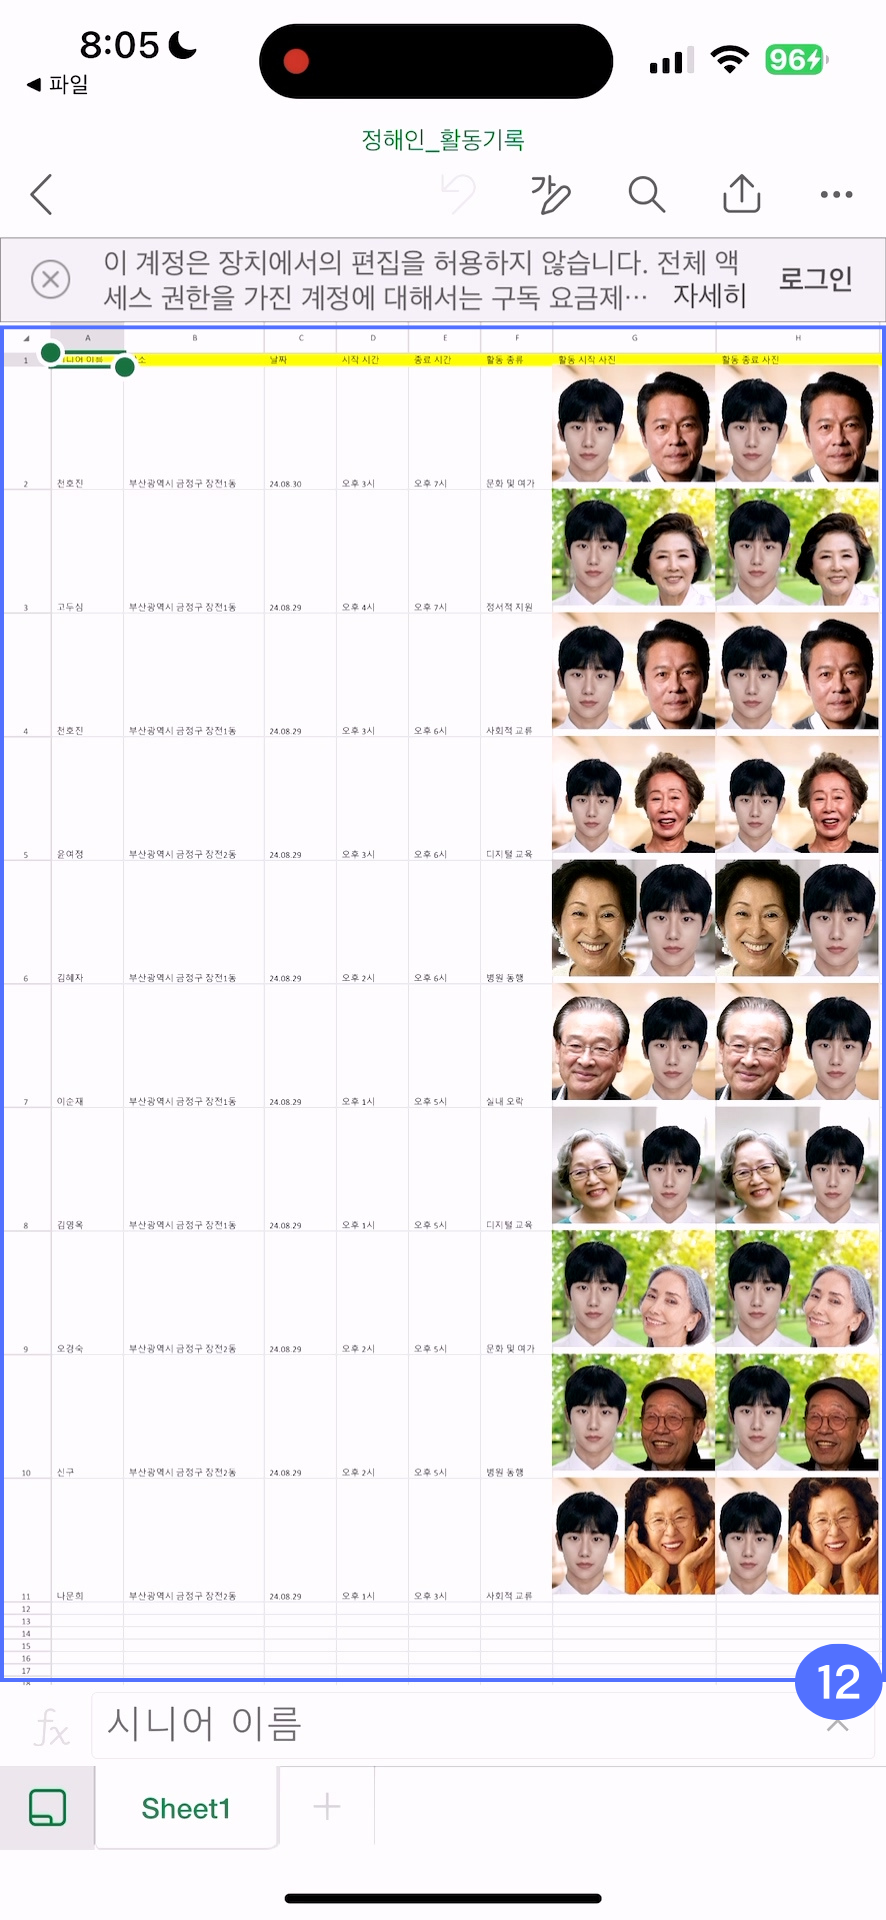 8:05
96
◀ 파일
정해인_활동기록
가
이 계정은 장치에서의 편집을 허용하지 않습니다. 전체 액
세스 권한을 가진 계정에 대해서는 구독 요금제… 자세히
로그인
A B C D E F G H
1 날짜 시작 시간 종료 시간 활동 종류 활동 시작 사진 활동 종료 사진
2 천호진 부산광역시 금정구 장전1동 24.08.30 오후 3시 오후 7시 문화 및 여가
3 고두심 부산광역시 금정구 장전1동 24.08.29 오후 4시 오후 7시 정서적 지원
4 천호진 부산광역시 금정구 장전1동 24.08.29 오후 3시 오후 6시 사회적 교류
5 윤여정 부산광역시 금정구 장전2동 24.08.29 오후 3시 오후 6시 디지털 교육
6 김혜자 부산광역시 금정구 장전1동 24.08.29 오후 2시 오후 6시 병원 동행
7 이순재 부산광역시 금정구 장전1동 24.08.29 오후 1시 오후 5시 실내 오락
8 김영옥 부산광역시 금정구 장전1동 24.08.29 오후 1시 오후 5시 디지털 교육
9 오경숙 부산광역시 금정구 장전2동 24.08.29 오후 2시 오후 5시 문화 및 여가
10 신구 부산광역시 금정구 장전2동 24.08.29 오후 2시 오후 5시 병원 동행
11 나문희 부산광역시 금정구 장전2동 24.08.29 오후 1시 오후 3시 사회적 교류
12
13
14
15
16
17
12
fx 시니어 이름
Sheet1